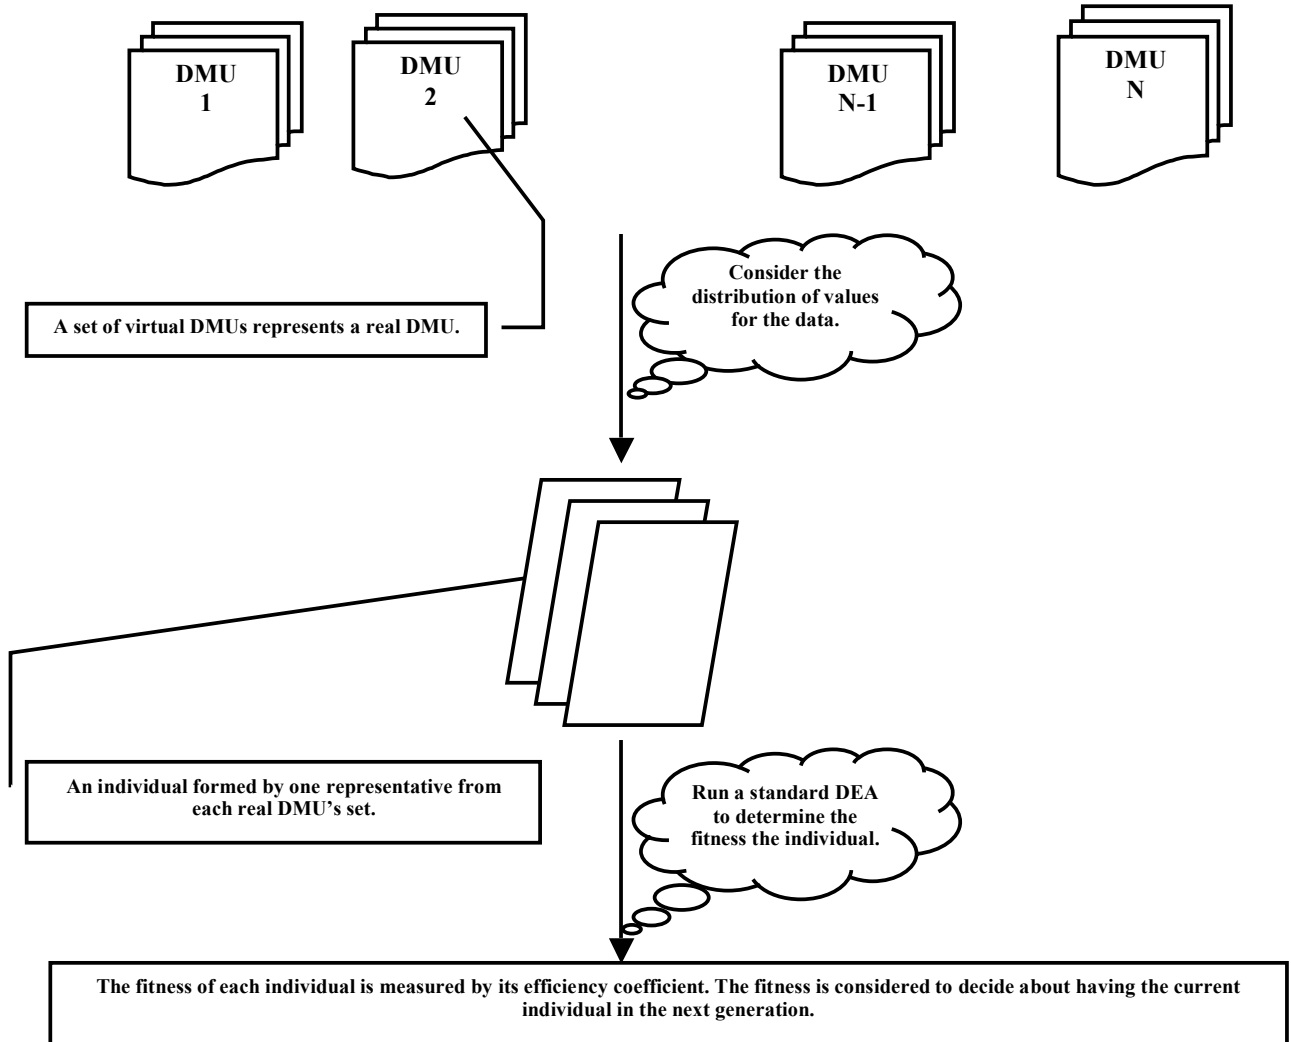 DMU
1
DMU
2
DMU
N-1
DMU
N
Consider the
distribution of values
for the data.
A set of virtual DMUs represents a real DMU.
An individual formed by one representative from
each real DMU’s set.
Run a standard DEA
to determine the
fitness the individual.
The fitness of each individual is measured by its efficiency coefficient. The fitness is considered to decide about having the current
individual in the next generation.